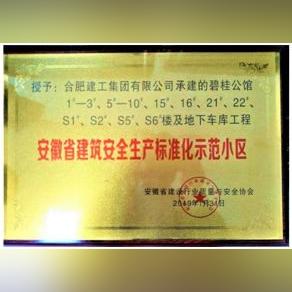 授予：合肥建工集团有限公司承建的碧桂公馆
1#—3#、5#—10#、15#、16#、21#、22#、
S1#、S2#、S5#、S6#楼及地下车库工程
安徽省建筑安全生产标准化示范小区
安徽省建设行业质量与安全协会